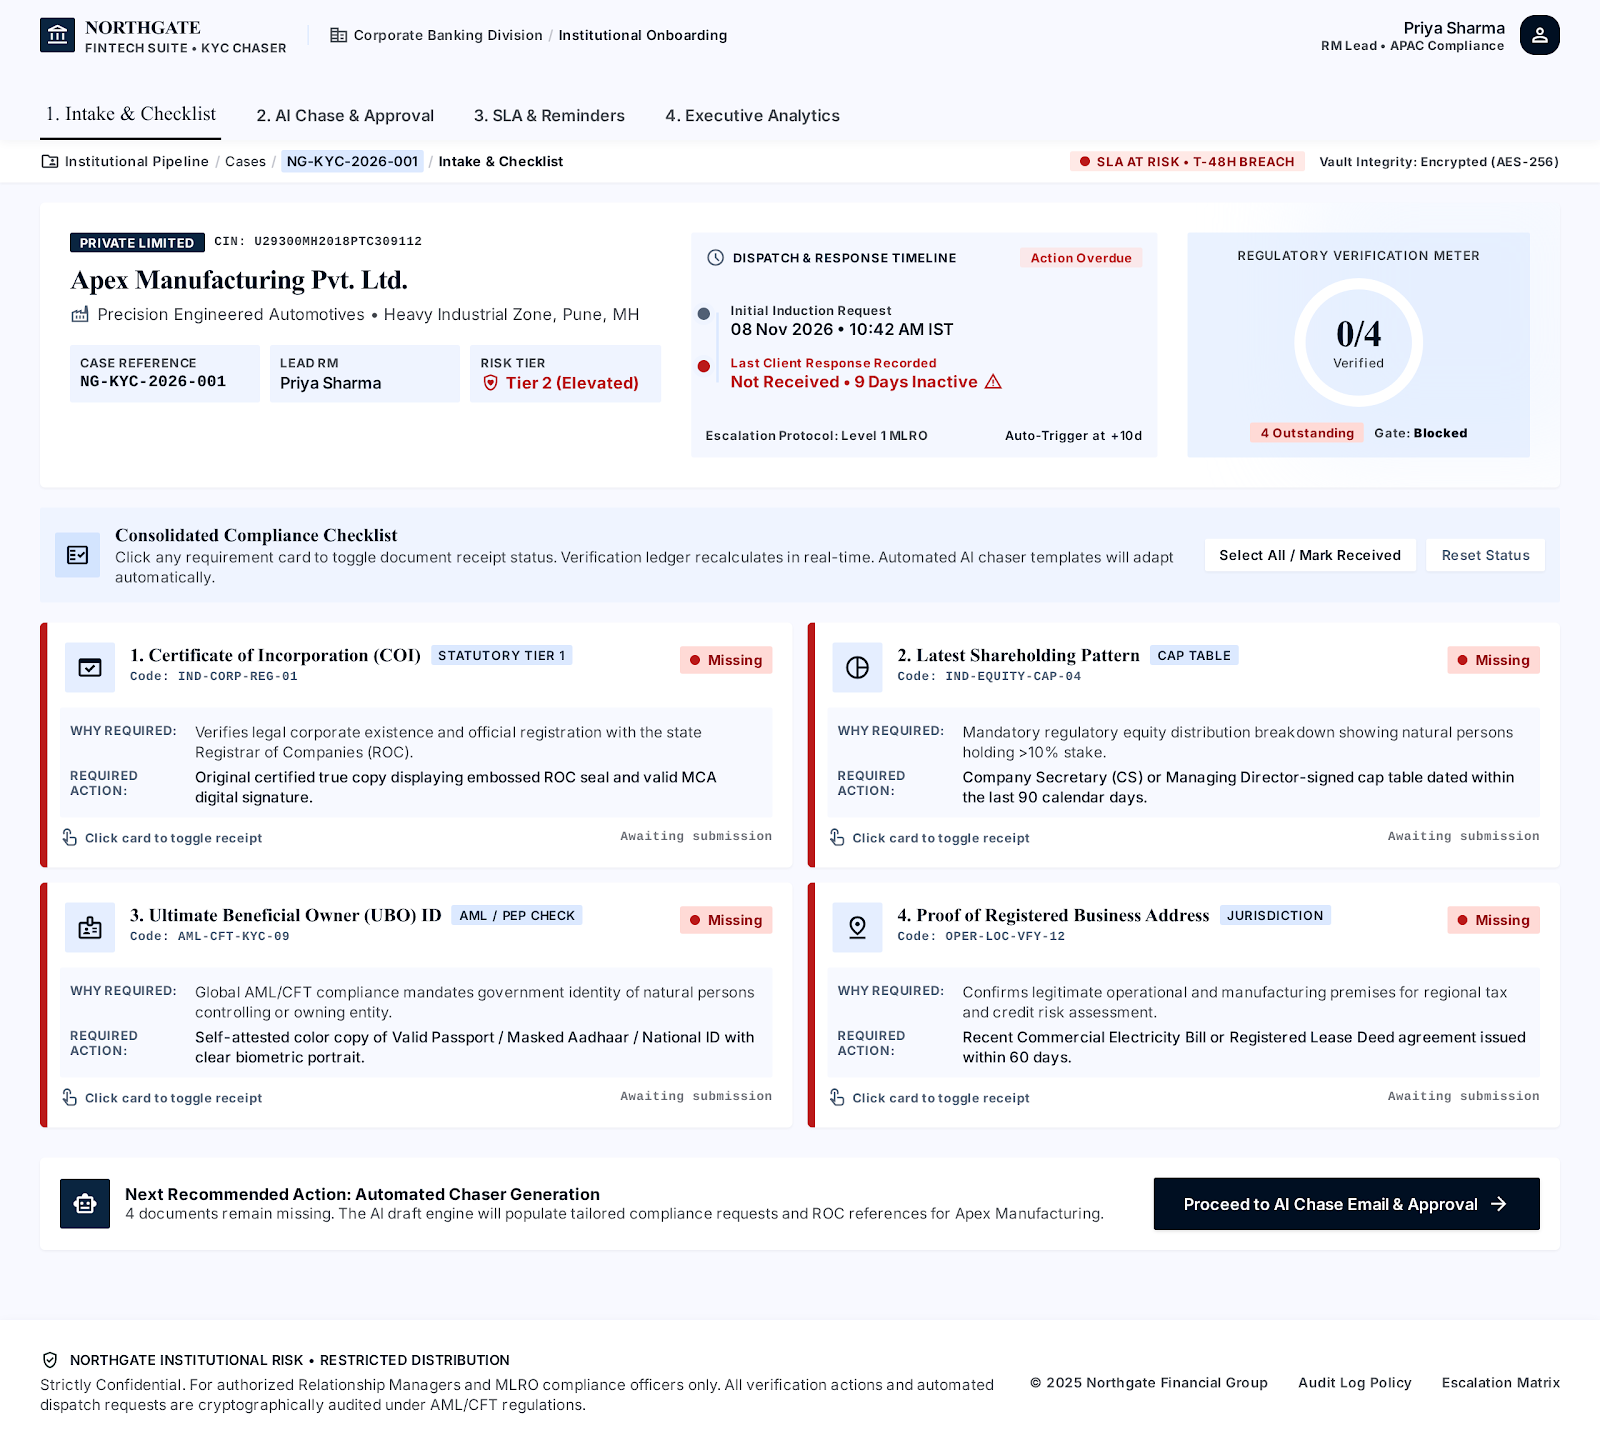 NORTHGATE
FINTECH SUITE • KYC CHASER
Corporate Banking Division / Institutional Onboarding
Priya Sharma
RM Lead • APAC Compliance
1. Intake & Checklist
2. AI Chase & Approval
3. SLA & Reminders
4. Executive Analytics
Institutional Pipeline / Cases / NG-KYC-2026-001 / Intake & Checklist
SLA AT RISK • T-48H BREACH
Vault Integrity: Encrypted (AES-256)
PRIVATE LIMITED
CIN: U29300MH2018PTC309112
Apex Manufacturing Pvt. Ltd.
Precision Engineered Automotives • Heavy Industrial Zone, Pune, MH
CASE REFERENCE
NG-KYC-2026-001
LEAD RM
Priya Sharma
RISK TIER
Tier 2 (Elevated)
DISPATCH & RESPONSE TIMELINE
Action Overdue
Initial Induction Request
08 Nov 2026 • 10:42 AM IST
Last Client Response Recorded
Not Received • 9 Days Inactive
Escalation Protocol: Level 1 MLRO
Auto-Trigger at +10d
REGULATORY VERIFICATION METER
0/4
Verified
4 Outstanding
Gate: Blocked
Consolidated Compliance Checklist
Click any requirement card to toggle document receipt status. Verification ledger recalculates in real-time. Automated AI chaser templates will adapt
automatically.
Select All / Mark Received
Reset Status
1. Certificate of Incorporation (COI)
STATUTORY TIER 1
Code: IND-CORP-REG-01
Missing
WHY REQUIRED:
Verifies legal corporate existence and official registration with the state
Registrar of Companies (ROC).
REQUIRED
ACTION:
Original certified true copy displaying embossed ROC seal and valid MCA
digital signature.
Click card to toggle receipt
Awaiting submission
2. Latest Shareholding Pattern
CAP TABLE
Code: IND-EQUITY-CAP-04
Missing
WHY REQUIRED:
Mandatory regulatory equity distribution breakdown showing natural persons
holding >10% stake.
REQUIRED
ACTION:
Company Secretary (CS) or Managing Director-signed cap table dated within
the last 90 calendar days.
Click card to toggle receipt
Awaiting submission
3. Ultimate Beneficial Owner (UBO) ID
AML / PEP CHECK
Code: AML-CFT-KYC-09
Missing
WHY REQUIRED:
Global AML/CFT compliance mandates government identity of natural persons
controlling or owning entity.
REQUIRED
ACTION:
Self-attested color copy of Valid Passport / Masked Aadhaar / National ID with
clear biometric portrait.
Click card to toggle receipt
Awaiting submission
4. Proof of Registered Business Address
JURISDICTION
Code: OPER-LOC-VFY-12
Missing
WHY REQUIRED:
Confirms legitimate operational and manufacturing premises for regional tax
and credit risk assessment.
REQUIRED
ACTION:
Recent Commercial Electricity Bill or Registered Lease Deed agreement issued
within 60 days.
Click card to toggle receipt
Awaiting submission
Next Recommended Action: Automated Chaser Generation
4 documents remain missing. The AI draft engine will populate tailored compliance requests and ROC references for Apex Manufacturing.
Proceed to AI Chase Email & Approval
NORTHGATE INSTITUTIONAL RISK • RESTRICTED DISTRIBUTION
Strictly Confidential. For authorized Relationship Managers and MLRO compliance officers only. All verification actions and automated
dispatch requests are cryptographically audited under AML/CFT regulations.
© 2025 Northgate Financial Group
Audit Log Policy
Escalation Matrix